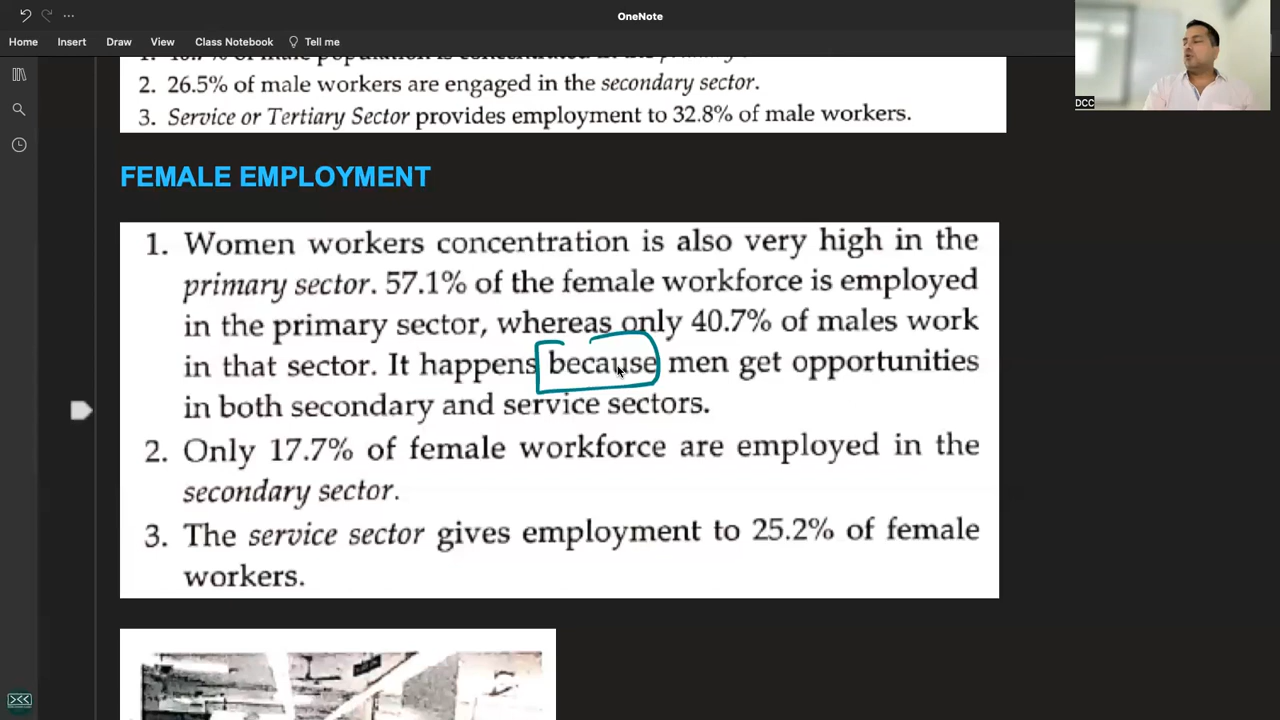 OneNote
Home Insert Draw View Class Notebook Tell me
2. 26.5% of male workers are engaged in the secondary sector.
DCC
3. Service or Tertiary Sector provides employment to 32.8% of male workers.
FEMALE EMPLOYMENT
1. Women workers concentration is also very high in the
primary sector. 57.1% of the female workforce is employed
in the primary sector, whereas only 40.7% of males work
in that sector. It happens because men get opportunities
in both secondary and service sectors.
2. Only 17.7% of female workforce are employed in the
secondary sector.
3. The service sector gives employment to 25.2% of female
workers.